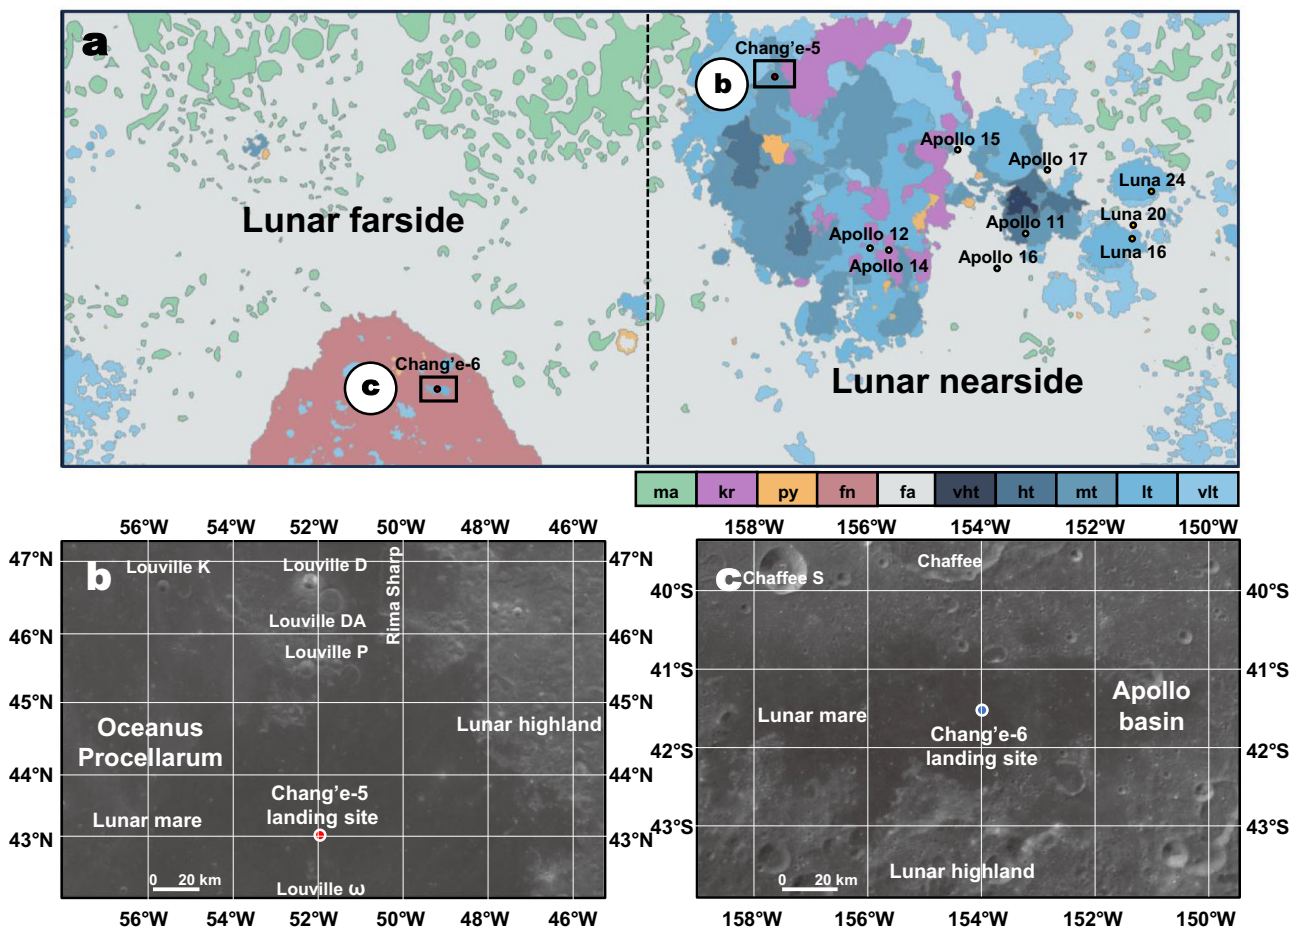 a
Chang'e-5
b
Apollo 15
Apollo 17
Luna 24
Lunar farside
Luna 20
Apollo 12
Apollo 11
Apollo 14
Apollo 16
Luna 16
Chang'e-6
c
Lunar nearside
ma kr py fn fa vht ht mt lt vlt
56°W 54°W 52°W 50°W 48°W 46°W
47°N
46°N
45°N
44°N
43°N
b
Louville K
Louville D
Rima Sharp
Louville DA
Louville P
Oceanus
Procellarum
Lunar highland
Chang'e-5
landing site
Lunar mare
0 20 km
Louville ω
47°N
46°N
45°N
44°N
43°N
56°W 54°W 52°W 50°W 48°W 46°W
158°W 156°W 154°W 152°W 150°W
40°S
41°S
42°S
43°S
c
Chaffee S
Chaffee
Apollo
basin
Lunar mare
Chang'e-6
landing site
Lunar highland
0 20 km
40°S
41°S
42°S
43°S
158°W 156°W 154°W 152°W 150°W